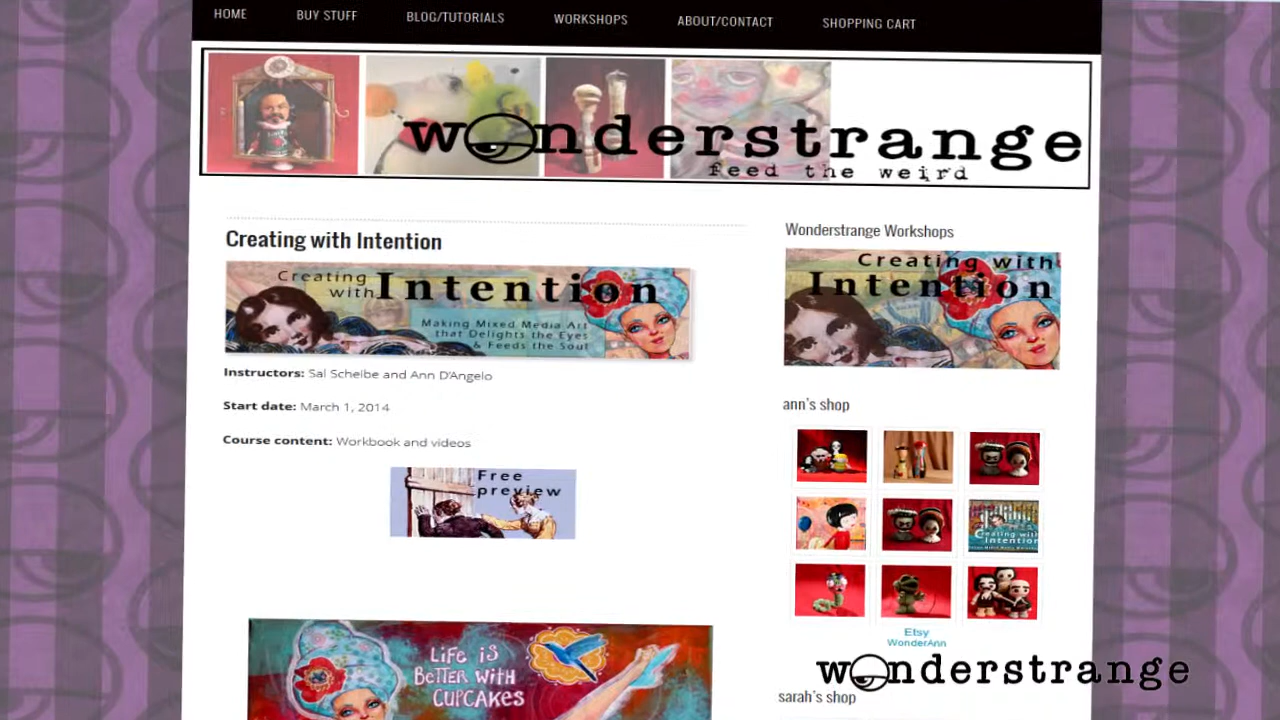 HOME BUY STUFF BLOG/TUTORIALS WORKSHOPS ABOUT/CONTACT SHOPPING CART
wonderstrange
feed the weird
Creating with Intention
Creating
with Intention
Making Mixed Media Art
that Delights the Eyes
& Feeds the Soul
Instructors: Sal Scheibe and Ann D'Angelo
Start date: March 1, 2014
Course content: Workbook and videos
Free
preview
LiFe iS
BeTTeR WiTH
CUPCAKES
Wonderstrange Workshops
Creating with
Intention
ann's shop
Creating with
Intention
Etsy
WonderAnn
wonderstrange
sarah's shop